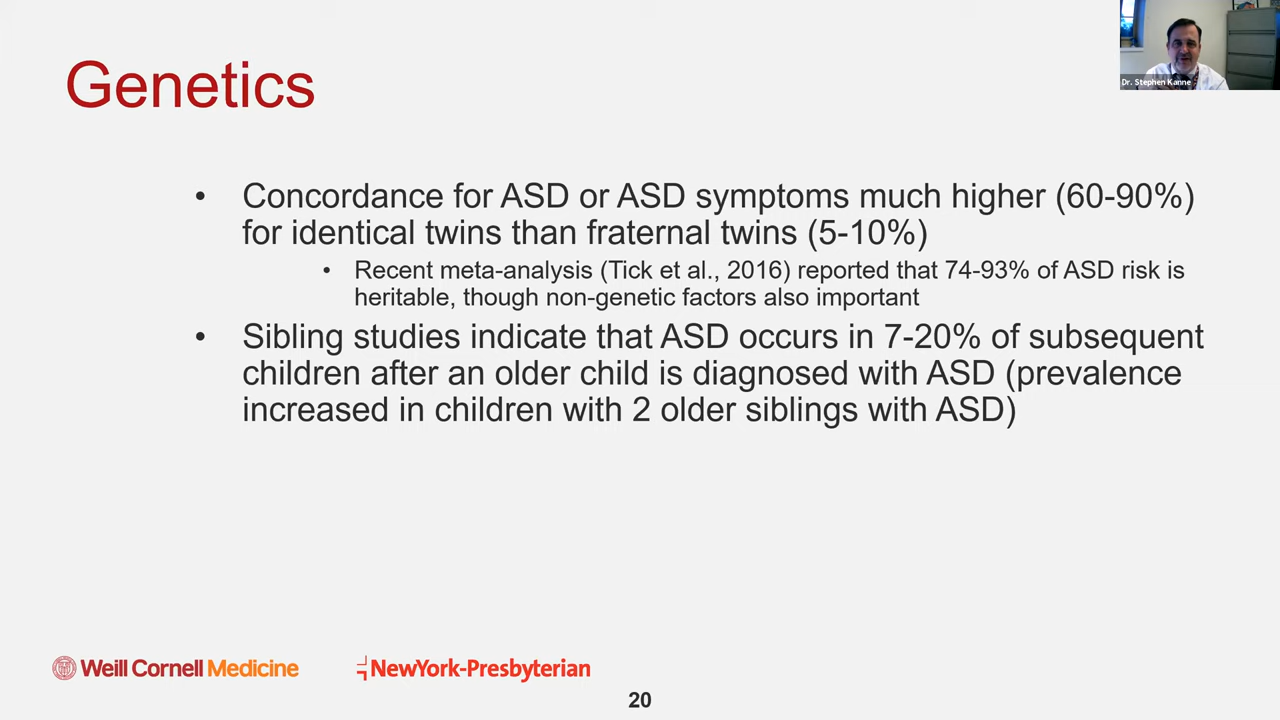 Genetics
Dr. Stephen Kanne
• Concordance for ASD or ASD symptoms much higher (60-90%)
for identical twins than fraternal twins (5-10%)
• Recent meta-analysis (Tick et al., 2016) reported that 74-93% of ASD risk is
heritable, though non-genetic factors also important
• Sibling studies indicate that ASD occurs in 7-20% of subsequent
children after an older child is diagnosed with ASD (prevalence
increased in children with 2 older siblings with ASD)
Weill Cornell Medicine
NewYork-Presbyterian
20